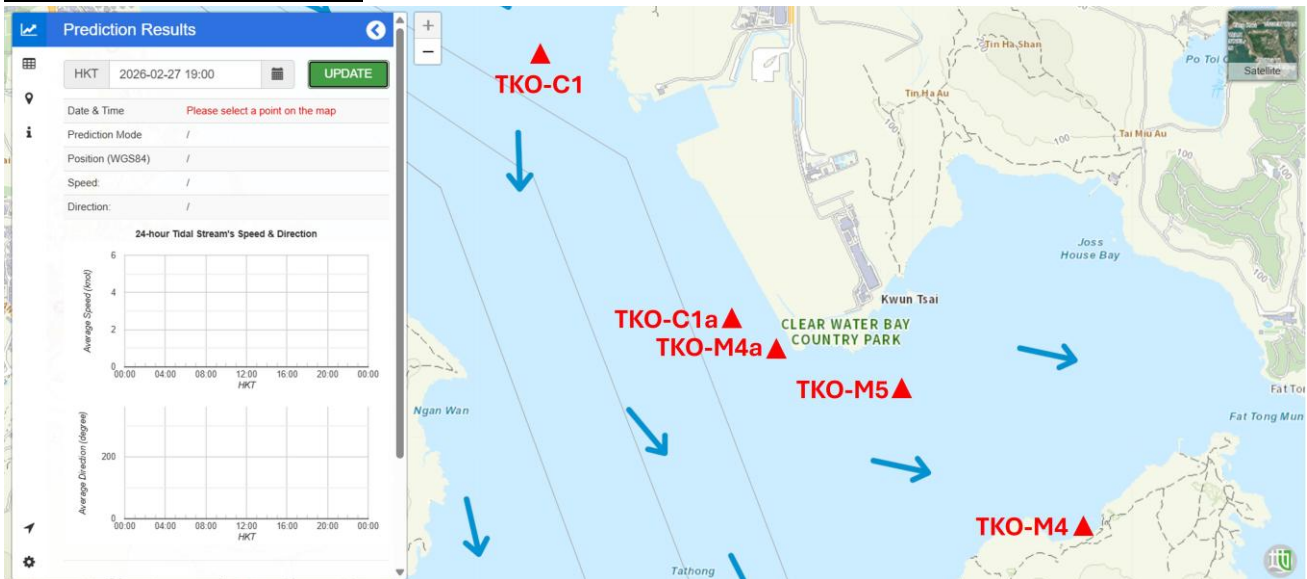 Prediction Results
HKT 2026-02-27 19:00 UPDATE
Date & Time Please select a point on the map
Prediction Mode /
Position (WGS84) /
Speed: /
Direction: /
24-hour Tidal Stream's Speed & Direction
Average Speed (knot)
6
4
2
0
00:00 04:00 08:00 12:00 16:00 20:00 00:00
HKT
Average Direction (degree)
200
100
0
00:00 04:00 08:00 12:00 16:00 20:00 00:00
HKT
+
−
TKO-C1
Tin Ha Shan
Po Toi
Satellite
Tin Ha Au
100
Tai Miu Au
100
100
Joss
House Bay
100
Kwun Tsai
TKO-C1a
CLEAR WATER BAY
COUNTRY PARK
TKO-M4a
TKO-M5
Fat To
Ngan Wan
Fat Tong Mun
TKO-M4
Tathong